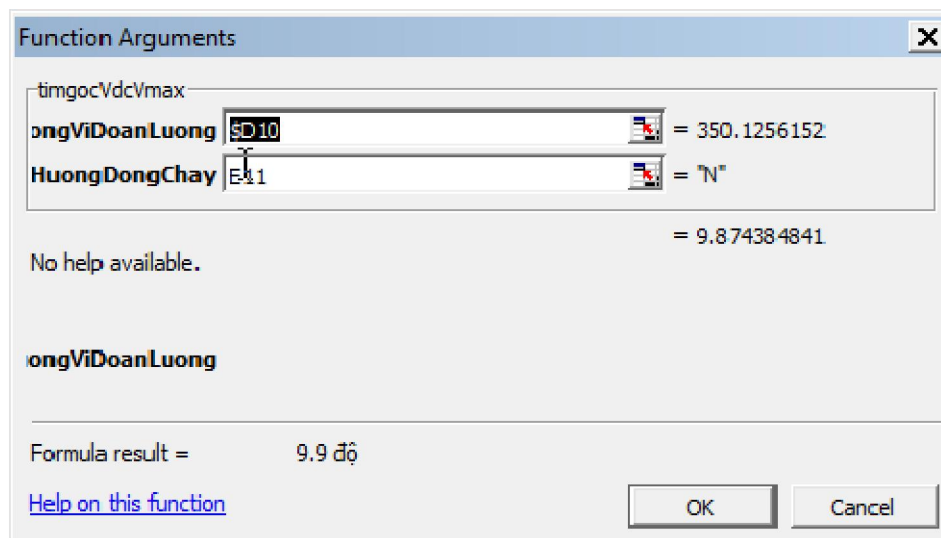 Function Arguments
timgocVdcVmax
ongViDoanLuong $D10 = 350.1256152
HuongDongChay E11 = "N"
= 9.874384841
No help available.
ongViDoanLuong
Formula result = 9.9 độ
Help on this function OK Cancel